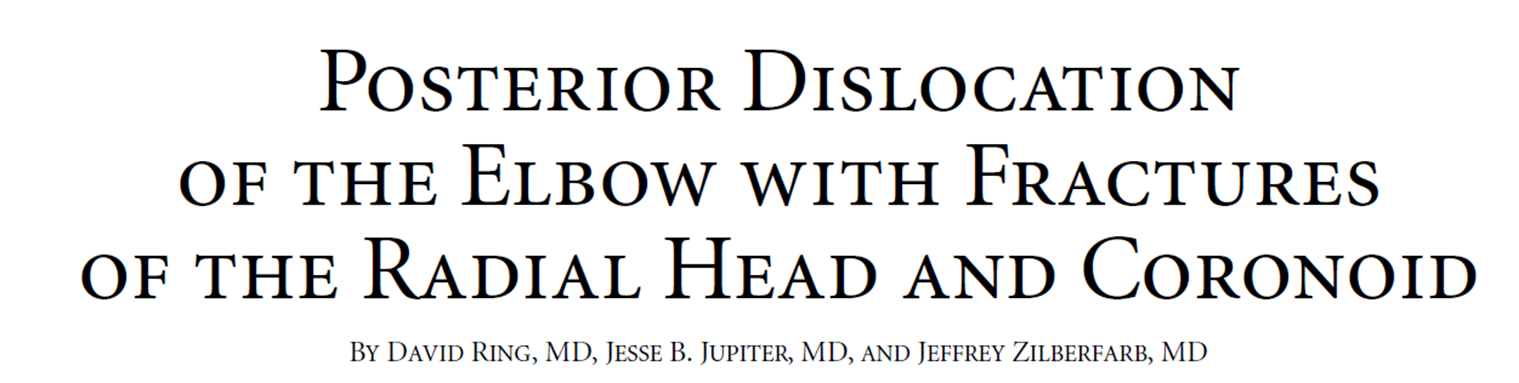 Posterior Dislocation
of the Elbow with Fractures
of the Radial Head and Coronoid
By David Ring, MD, Jesse B. Jupiter, MD, and Jeffrey Zilberfarb, MD